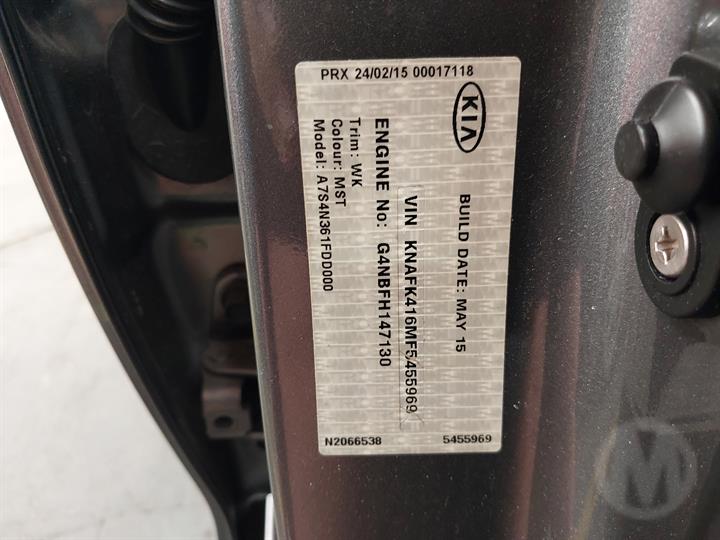 PRX 24/02/15 00017118
KIA
BUILD DATE: MAY 15
VIN KNAFK416MF5455969
ENGINE No: G4NBFH147130
Trim: WK
Colour: MST
Model: A7S4N361FDD000
N2066538
5455969
M